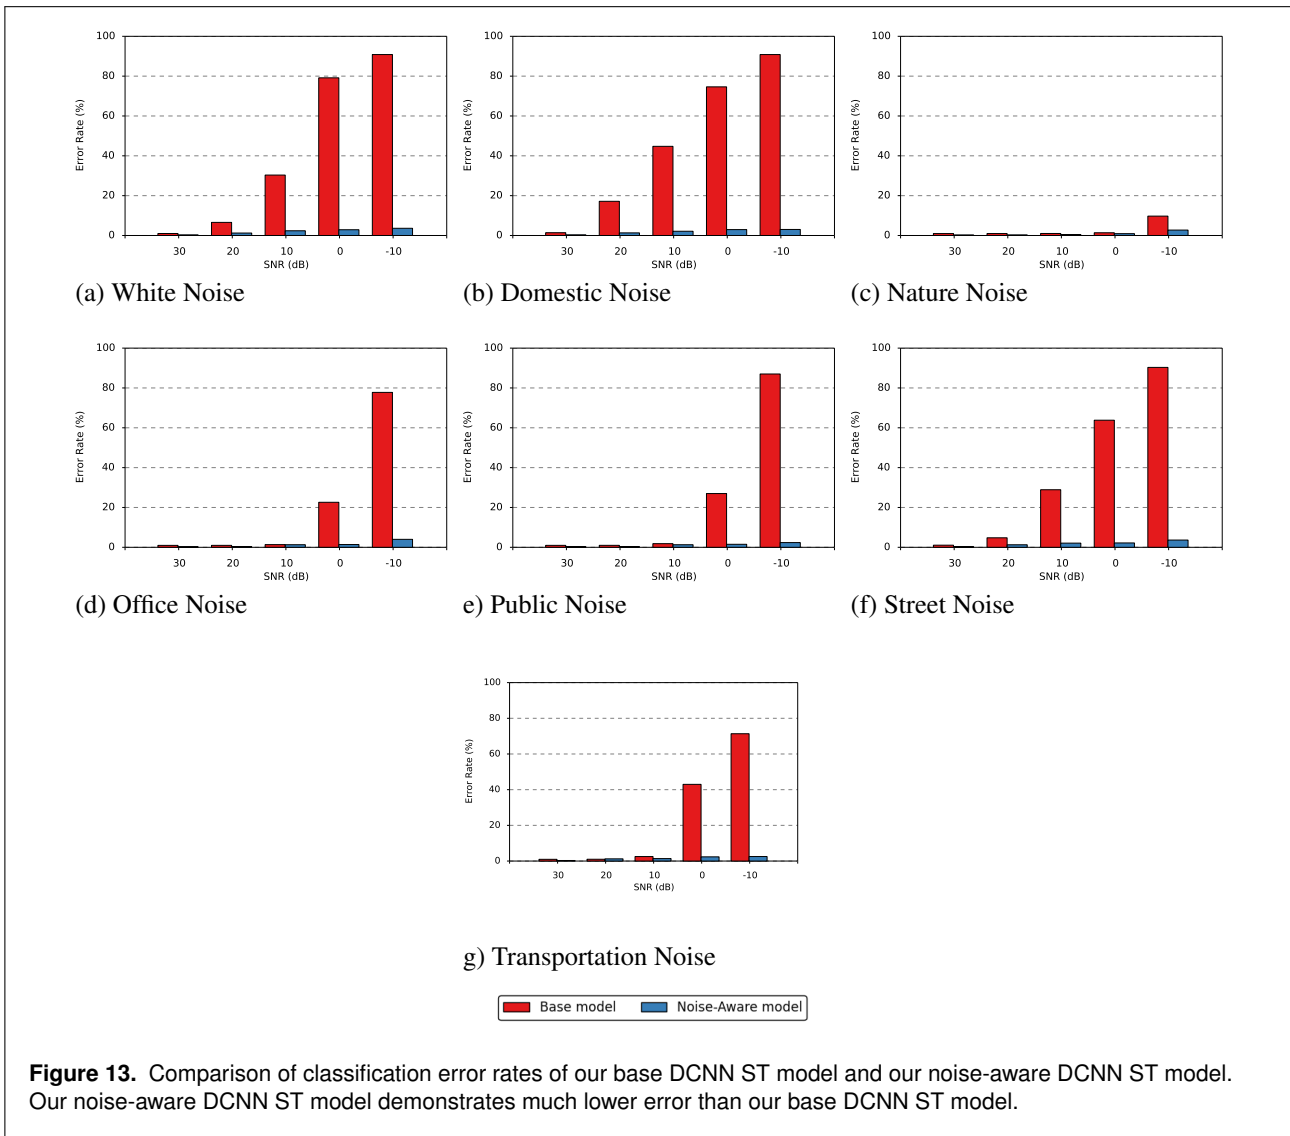 100
80
60
40
20
0
Error Rate (%)
30 20 10 0 -10
SNR (dB)
(a) White Noise
100
80
60
40
20
0
Error Rate (%)
30 20 10 0 -10
SNR (dB)
(b) Domestic Noise
100
80
60
40
20
0
Error Rate (%)
30 20 10 0 -10
SNR (dB)
(c) Nature Noise
100
80
60
40
20
0
Error Rate (%)
30 20 10 0 -10
SNR (dB)
(d) Office Noise
100
80
60
40
20
0
Error Rate (%)
30 20 10 0 -10
SNR (dB)
e) Public Noise
100
80
60
40
20
0
Error Rate (%)
30 20 10 0 -10
SNR (dB)
(f) Street Noise
100
80
60
40
20
0
Error Rate (%)
30 20 10 0 -10
SNR (dB)
g) Transportation Noise
Base model Noise-Aware model
Figure 13. Comparison of classification error rates of our base DCNN ST model and our noise-aware DCNN ST model.
Our noise-aware DCNN ST model demonstrates much lower error than our base DCNN ST model.